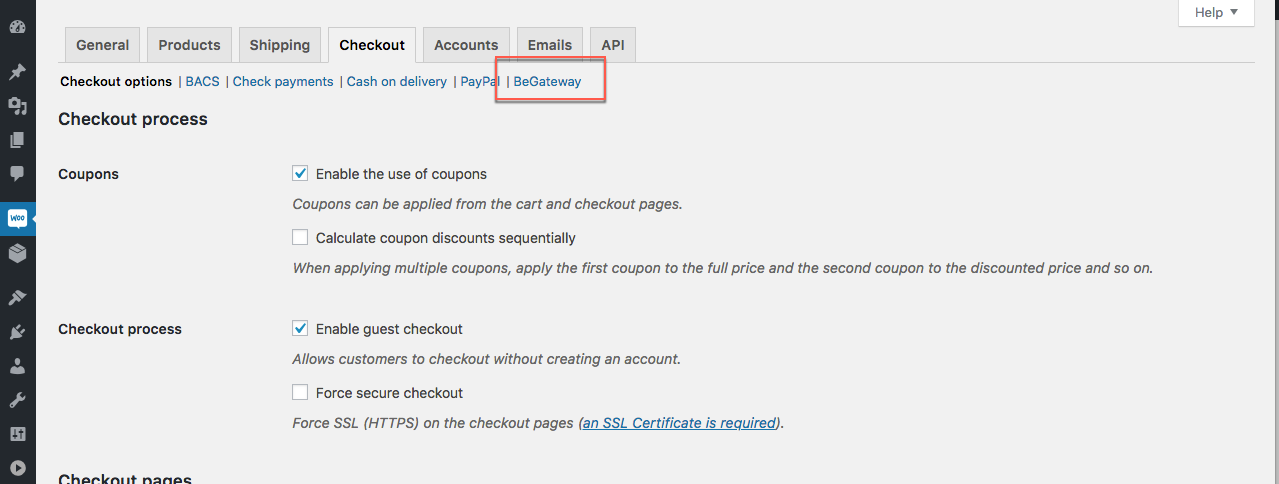 Help ▼
General Products Shipping Checkout Accounts Emails API
Checkout options | BACS | Check payments | Cash on delivery | PayPal | BeGateway
Checkout process
Coupons
Enable the use of coupons
Coupons can be applied from the cart and checkout pages.
Calculate coupon discounts sequentially
When applying multiple coupons, apply the first coupon to the full price and the second coupon to the discounted price and so on.
Checkout process
Enable guest checkout
Allows customers to checkout without creating an account.
Force secure checkout
Force SSL (HTTPS) on the checkout pages (an SSL Certificate is required).
Checkout pages
WOO